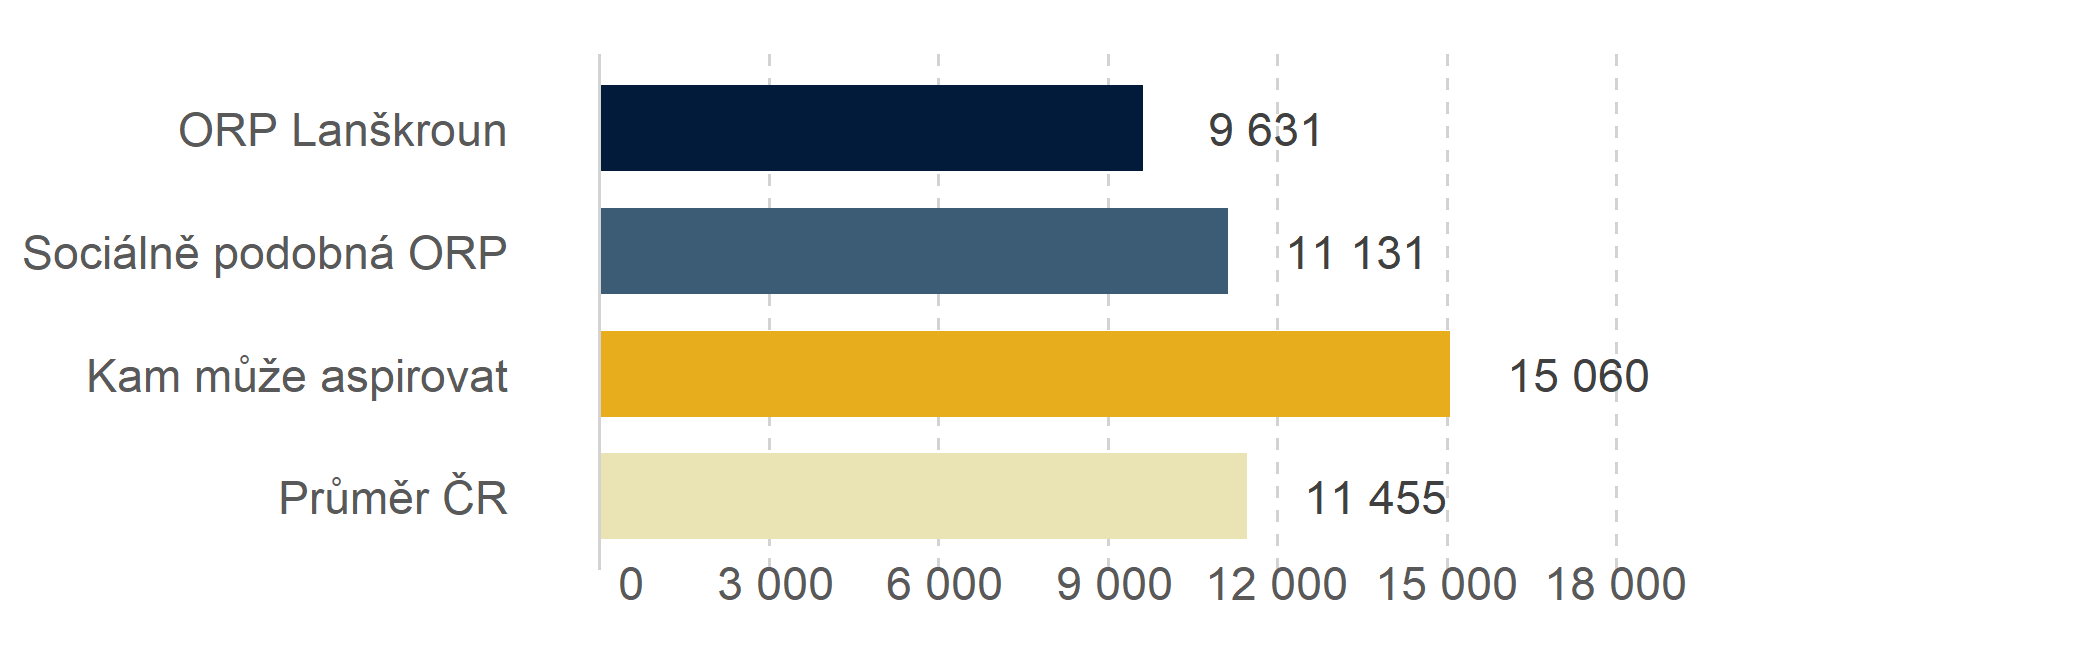 ORP Lanškroun 9 631
Sociálně podobná ORP 11 131
Kam může aspirovat 15 060
Průměr ČR 11 455
0 3 000 6 000 9 000 12 000 15 000 18 000